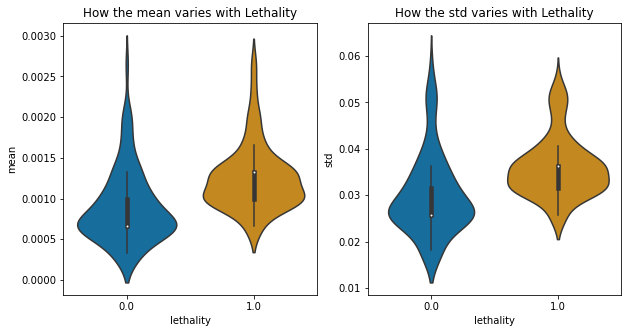 How the mean varies with Lethality
0.0030
0.0025
0.0020
0.0015
0.0010
0.0005
0.0000
mean
0.0
1.0
lethality
How the std varies with Lethality
0.06
0.05
0.04
0.03
0.02
0.01
std
0.0
1.0
lethality